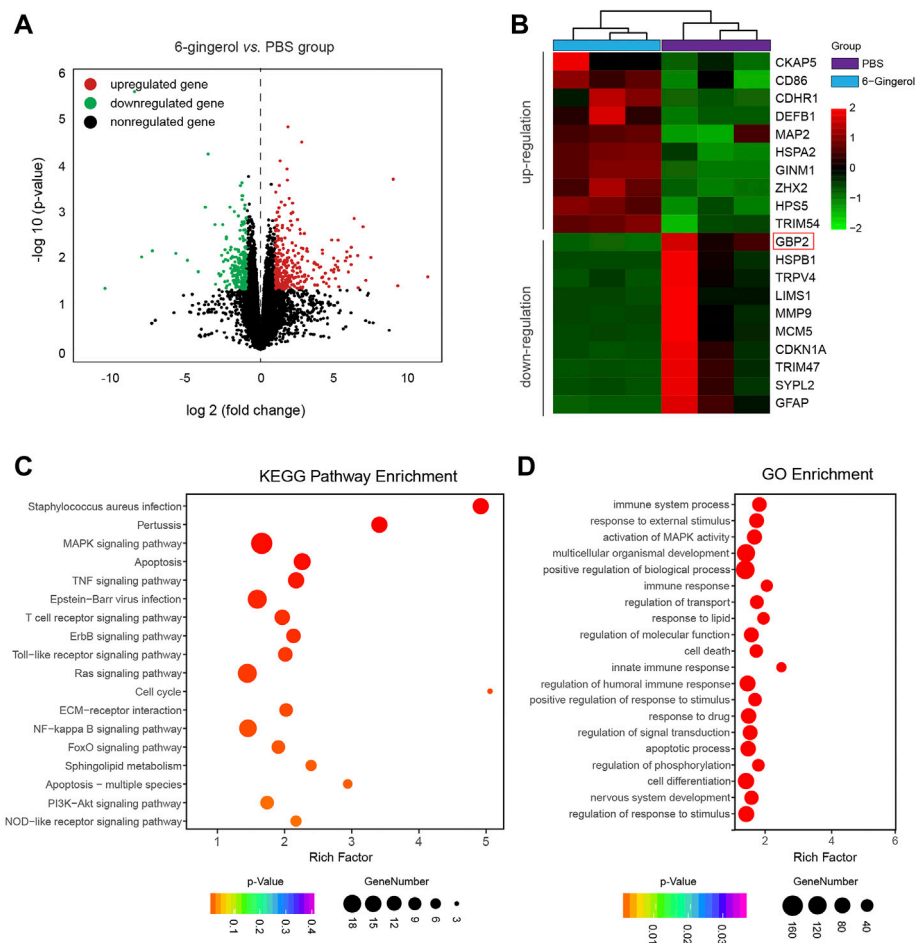 A
6-gingerol vs. PBS group
upregulated gene
downregulated gene
nonregulated gene
-log 10 (p-value)
6
5
4
3
2
1
0
-10
-5
0
5
10
log 2 (fold change)
B
Group
PBS
6-Gingerol
2
1
0
−1
−2
up-regulation
CKAP5
CD86
CDHR1
DEFB1
MAP2
HSPA2
GINM1
ZHX2
HPS5
TRIM54
down-regulation
GBP2
HSPB1
TRPV4
LIMS1
MMP9
MCM5
CDKN1A
TRIM47
SYPL2
GFAP
C
KEGG Pathway Enrichment
Staphylococcus aureus infection
Pertussis
MAPK signaling pathway
Apoptosis
TNF signaling pathway
Epstein−Barr virus infection
T cell receptor signaling pathway
ErbB signaling pathway
Toll−like receptor signaling pathway
Ras signaling pathway
Cell cycle
ECM−receptor interaction
NF−kappa B signaling pathway
FoxO signaling pathway
Sphingolipid metabolism
Apoptosis − multiple species
PI3K−Akt signaling pathway
NOD−like receptor signaling pathway
1 2 3 4 5
Rich Factor
p-Value
0.1 0.2 0.3 0.4
GeneNumber
18 15 12 9 6 3
D
GO Enrichment
immune system process
response to external stimulus
activation of MAPK activity
multicellular organismal development
positive regulation of biological process
immune response
regulation of transport
response to lipid
regulation of molecular function
cell death
innate immune response
regulation of humoral immune response
positive regulation of response to stimulus
response to drug
regulation of signal transduction
apoptotic process
regulation of phosphorylation
cell differentiation
nervous system development
regulation of response to stimulus
2 4 6
Rich Factor
p-Value
0.01 0.02 0.03
GeneNumber
160 120 80 40